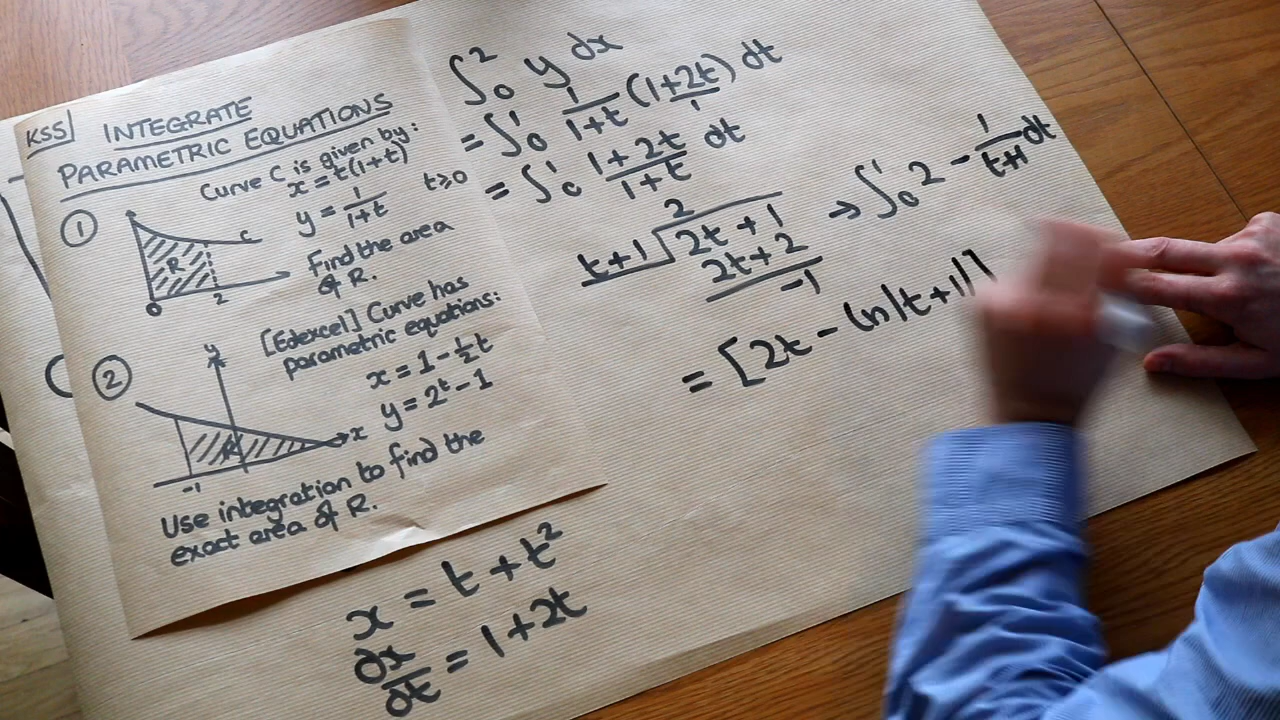 KS5 INTEGRATE
PARAMETRIC EQUATIONS
① Curve C is given by:
x = t(1+t)
y = 1/(1+t) t≥0
C
R
0 2
Find the area
of R.
② [Edexcel] Curve has
parametric equations:
x = 1 - ½t
y = 2^t - 1
y
x
R
-1
Use integration to find the
exact area of R.
∫₀² y dx
= ∫₀¹ 1/(1+t) (1+2t)/1 dt
= ∫₀¹ (1+2t)/(1+t) dt
2
t+1 2t + 1 → ∫₀¹ 2 - 1/(t+1) dt
2t + 2
-1
= [2t - ln|t+1|]
x = t + t²
dx/dt = 1+2t